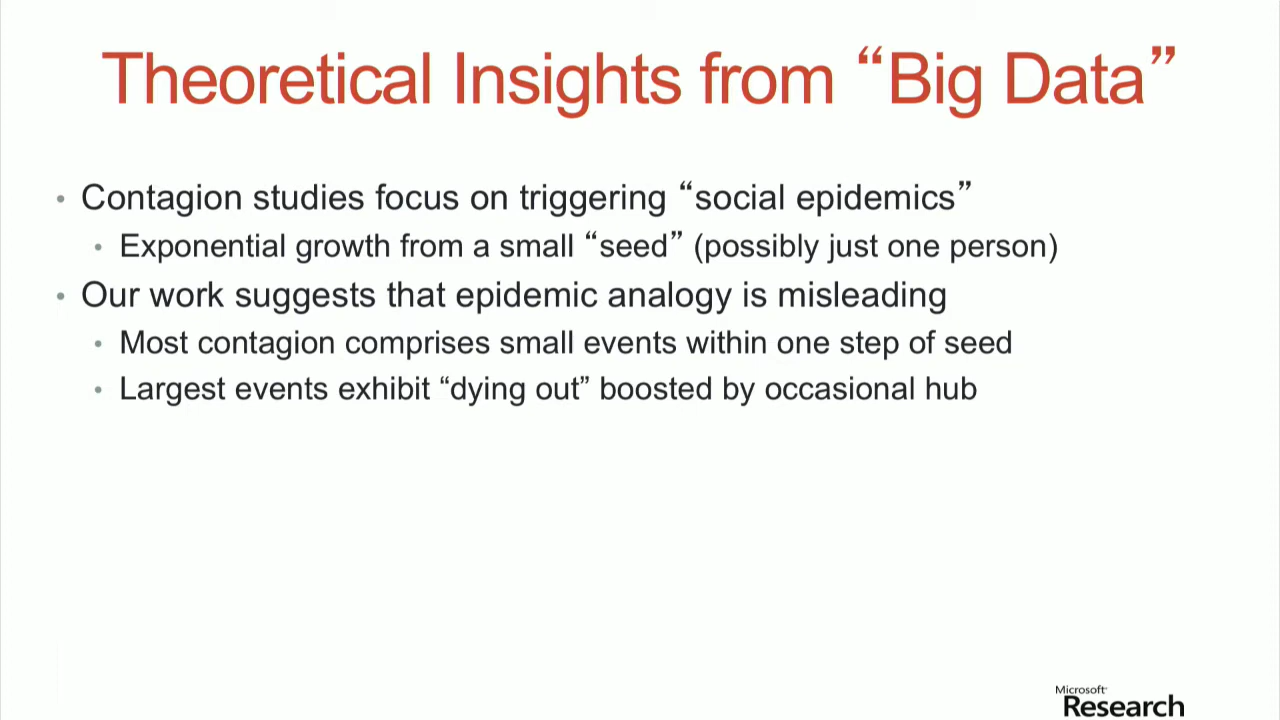 Theoretical Insights from “Big Data”
• Contagion studies focus on triggering “social epidemics”
• Exponential growth from a small “seed” (possibly just one person)
• Our work suggests that epidemic analogy is misleading
• Most contagion comprises small events within one step of seed
• Largest events exhibit “dying out” boosted by occasional hub
Microsoft
Research